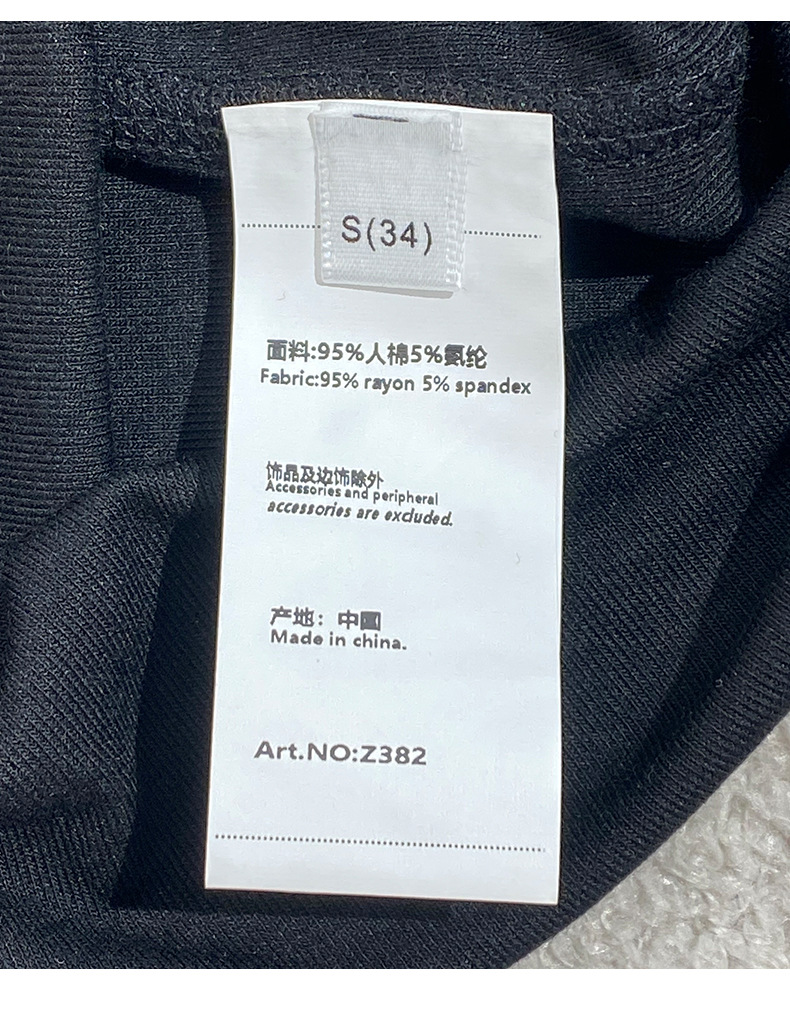 S(34)
面料:95%人棉5%氨纶
Fabric:95% rayon 5% spandex
饰品及边饰除外
Accessories and peripheral
accessories are excluded.
产地：中国
Made in china.
Art.NO:Z382